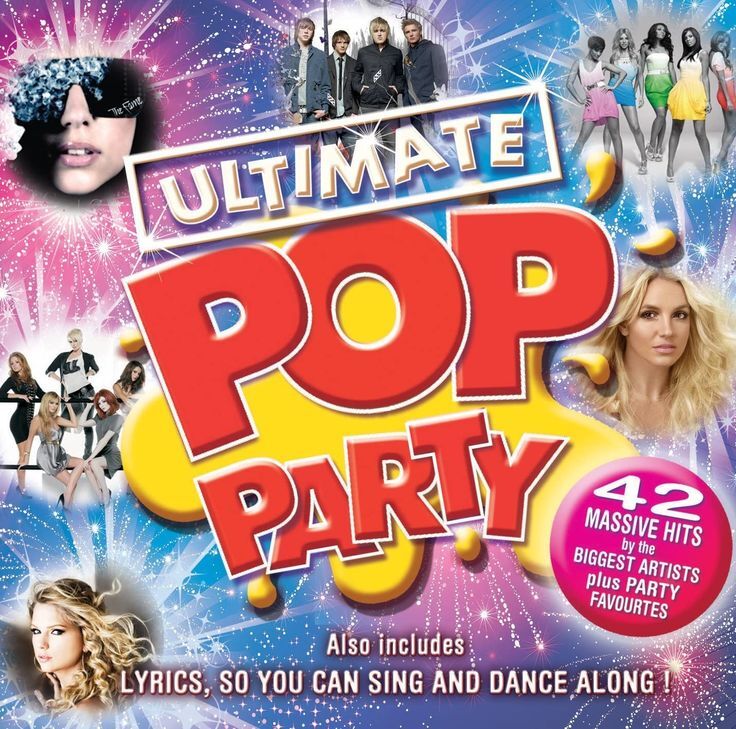 The Fame
ULTIMATE
POP
PARTY
42
MASSIVE HITS
by the
BIGGEST ARTISTS
plus PARTY
FAVOURTES
Also includes
LYRICS, SO YOU CAN SING AND DANCE ALONG !